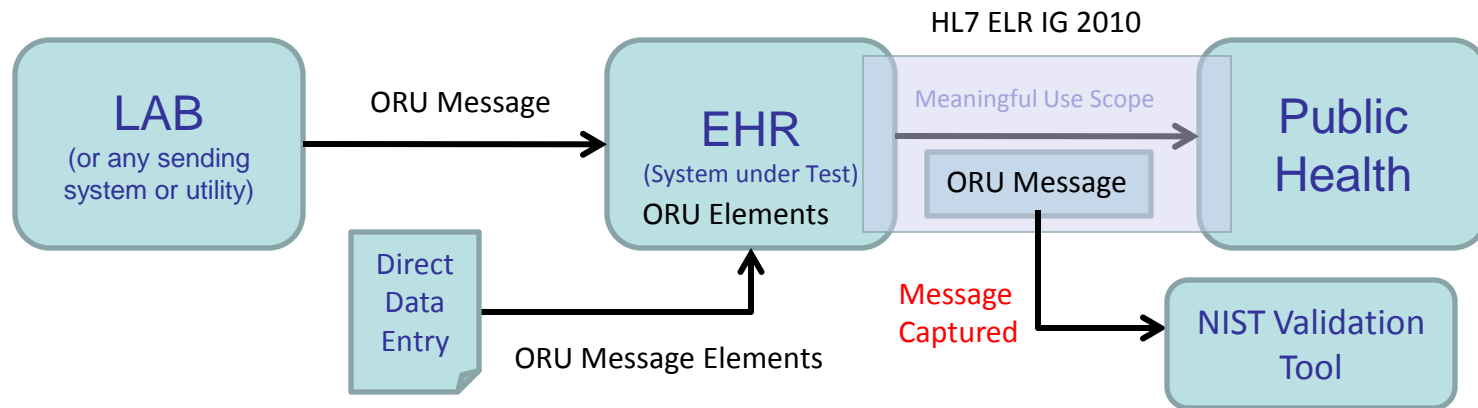 HL7 ELR IG 2010
LAB
(or any sending
system or utility)
ORU Message
EHR
(System under Test)
ORU Elements
Meaningful Use Scope
ORU Message
Public
Health
Direct
Data
Entry
ORU Message Elements
Message
Captured
NIST Validation
Tool